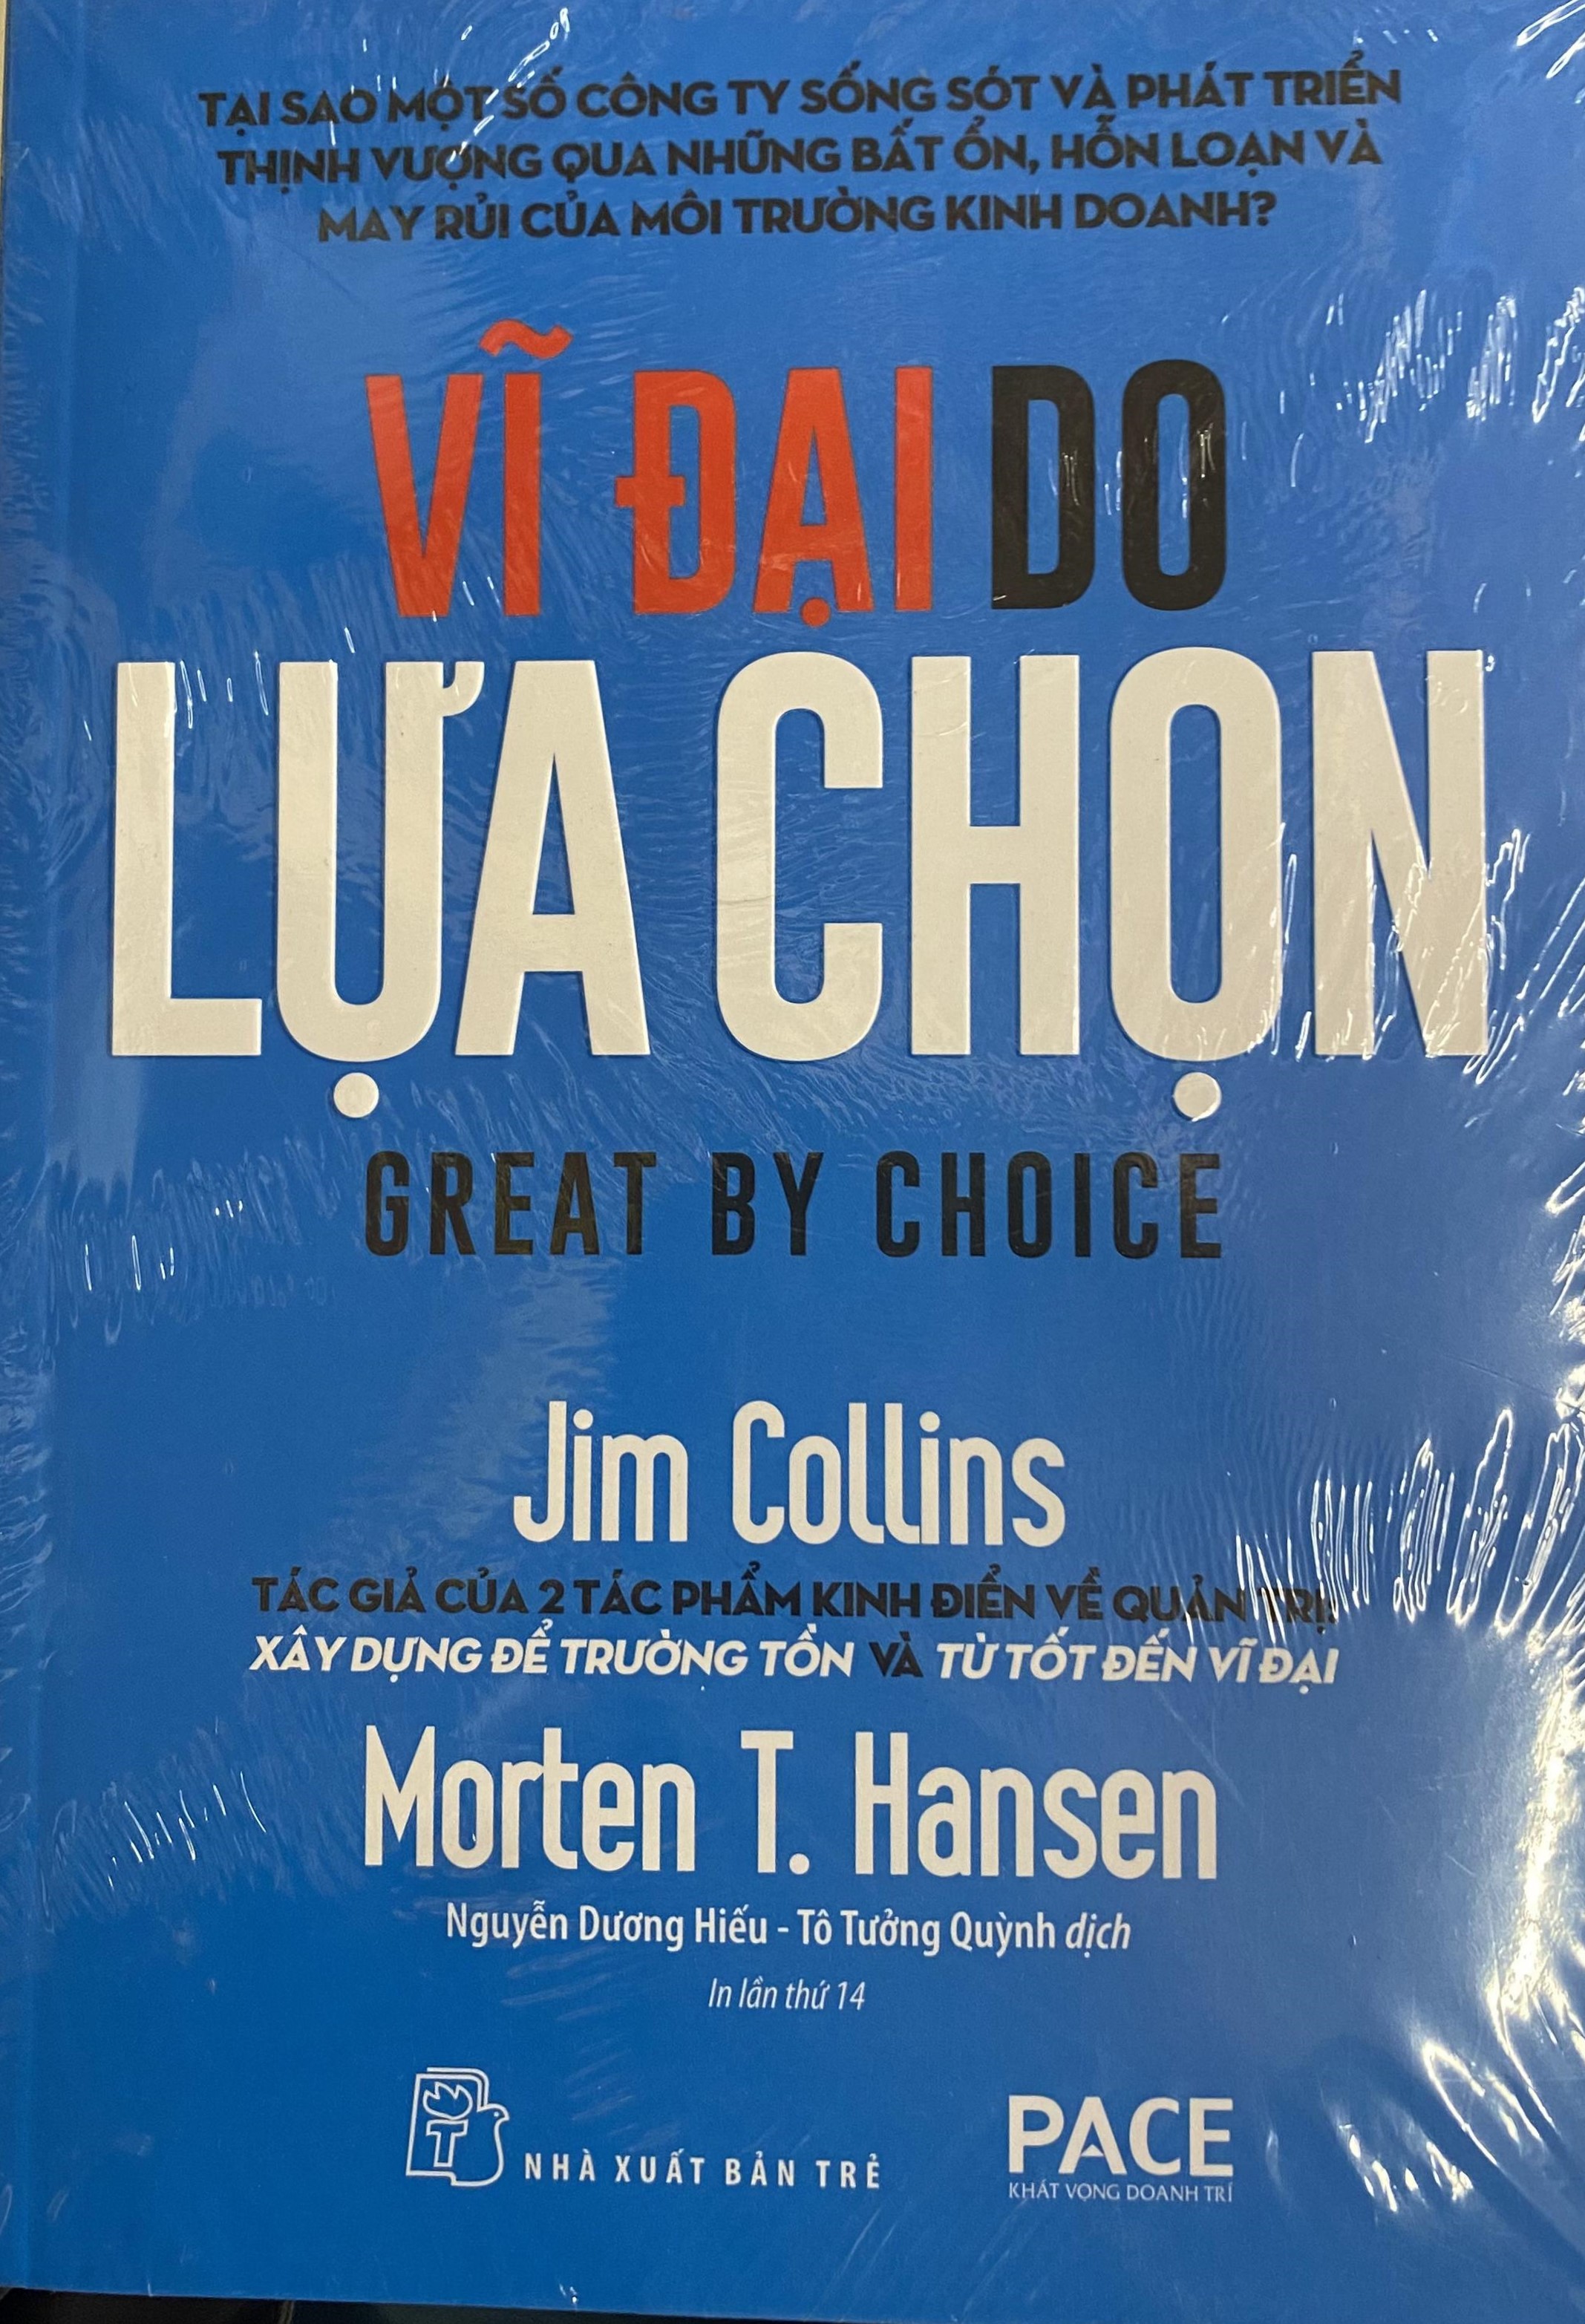 TẠI SAO MỘT SỐ CÔNG TY SỐNG SÓT VÀ PHÁT TRIỂN
THỊNH VƯỢNG QUA NHỮNG BẤT ỔN, HỖN LOẠN VÀ
MAY RỦI CỦA MÔI TRƯỜNG KINH DOANH?
VĨ ĐẠI DO
LỰA CHỌN
GREAT BY CHOICE
Jim Collins
TÁC GIẢ CỦA 2 TÁC PHẨM KINH ĐIỂN VỀ QUẢN TRỊ:
XÂY DỰNG ĐỂ TRƯỜNG TỒN VÀ TỪ TỐT ĐẾN VĨ ĐẠI
Morten T. Hansen
Nguyễn Dương Hiếu - Tô Tưởng Quỳnh dịch
In lần thứ 14
NHÀ XUẤT BẢN TRẺ
PACE
KHÁT VỌNG DOANH TRÍ